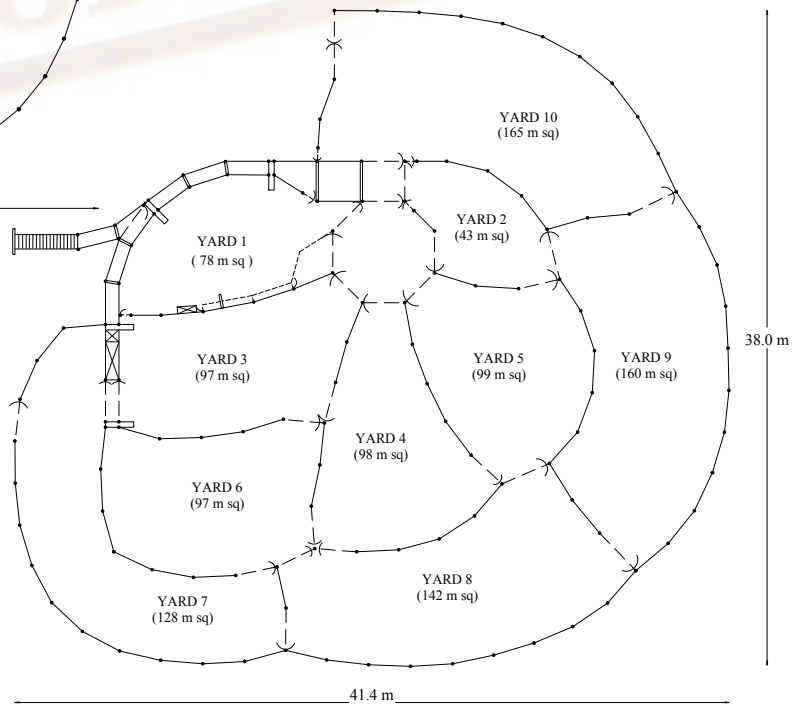 YARD 10
(165 m sq)
YARD 2
(43 m sq)
YARD 1
( 78 m sq )
YARD 3
(97 m sq)
YARD 5
(99 m sq)
YARD 9
(160 m sq)
38.0 m
YARD 4
(98 m sq)
YARD 6
(97 m sq)
YARD 8
(142 m sq)
YARD 7
(128 m sq)
41.4 m